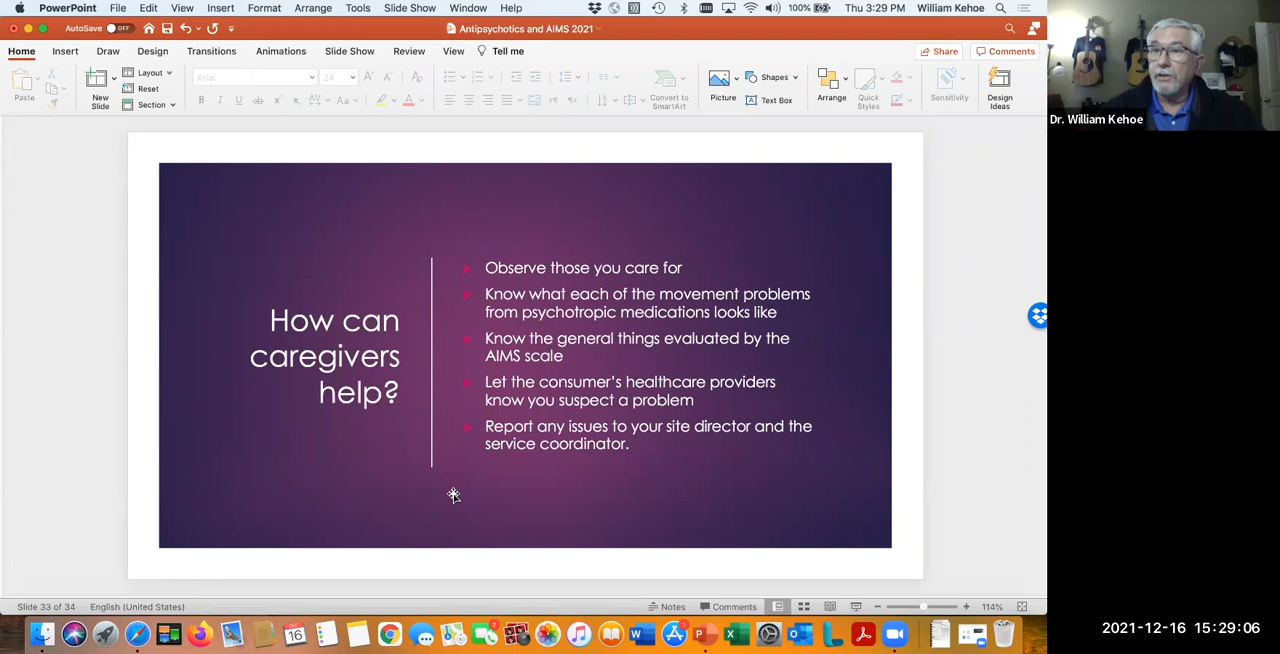 PowerPoint File Edit View Insert Format Arrange Tools Slide Show Window Help 100% Thu 3:29 PM William Kehoe
AutoSave OFF Antipsychotics and AIMS 2021
Home Insert Draw Design Transitions Animations Slide Show Review View Tell me Share Comments
Paste
New Slide
Layout
Reset
Section
Arial 24
Convert to SmartArt
Picture
Shapes
Text Box
Arrange
Quick Styles
Sensitivity
Design Ideas
Dr. William Kehoe
How can
caregivers
help?
Observe those you care for
Know what each of the movement problems
from psychotropic medications looks like
Know the general things evaluated by the
AIMS scale
Let the consumer's healthcare providers
know you suspect a problem
Report any issues to your site director and the
service coordinator.
Slide 33 of 34 English (United States) Notes Comments 114%
2021-12-16 15:29:06